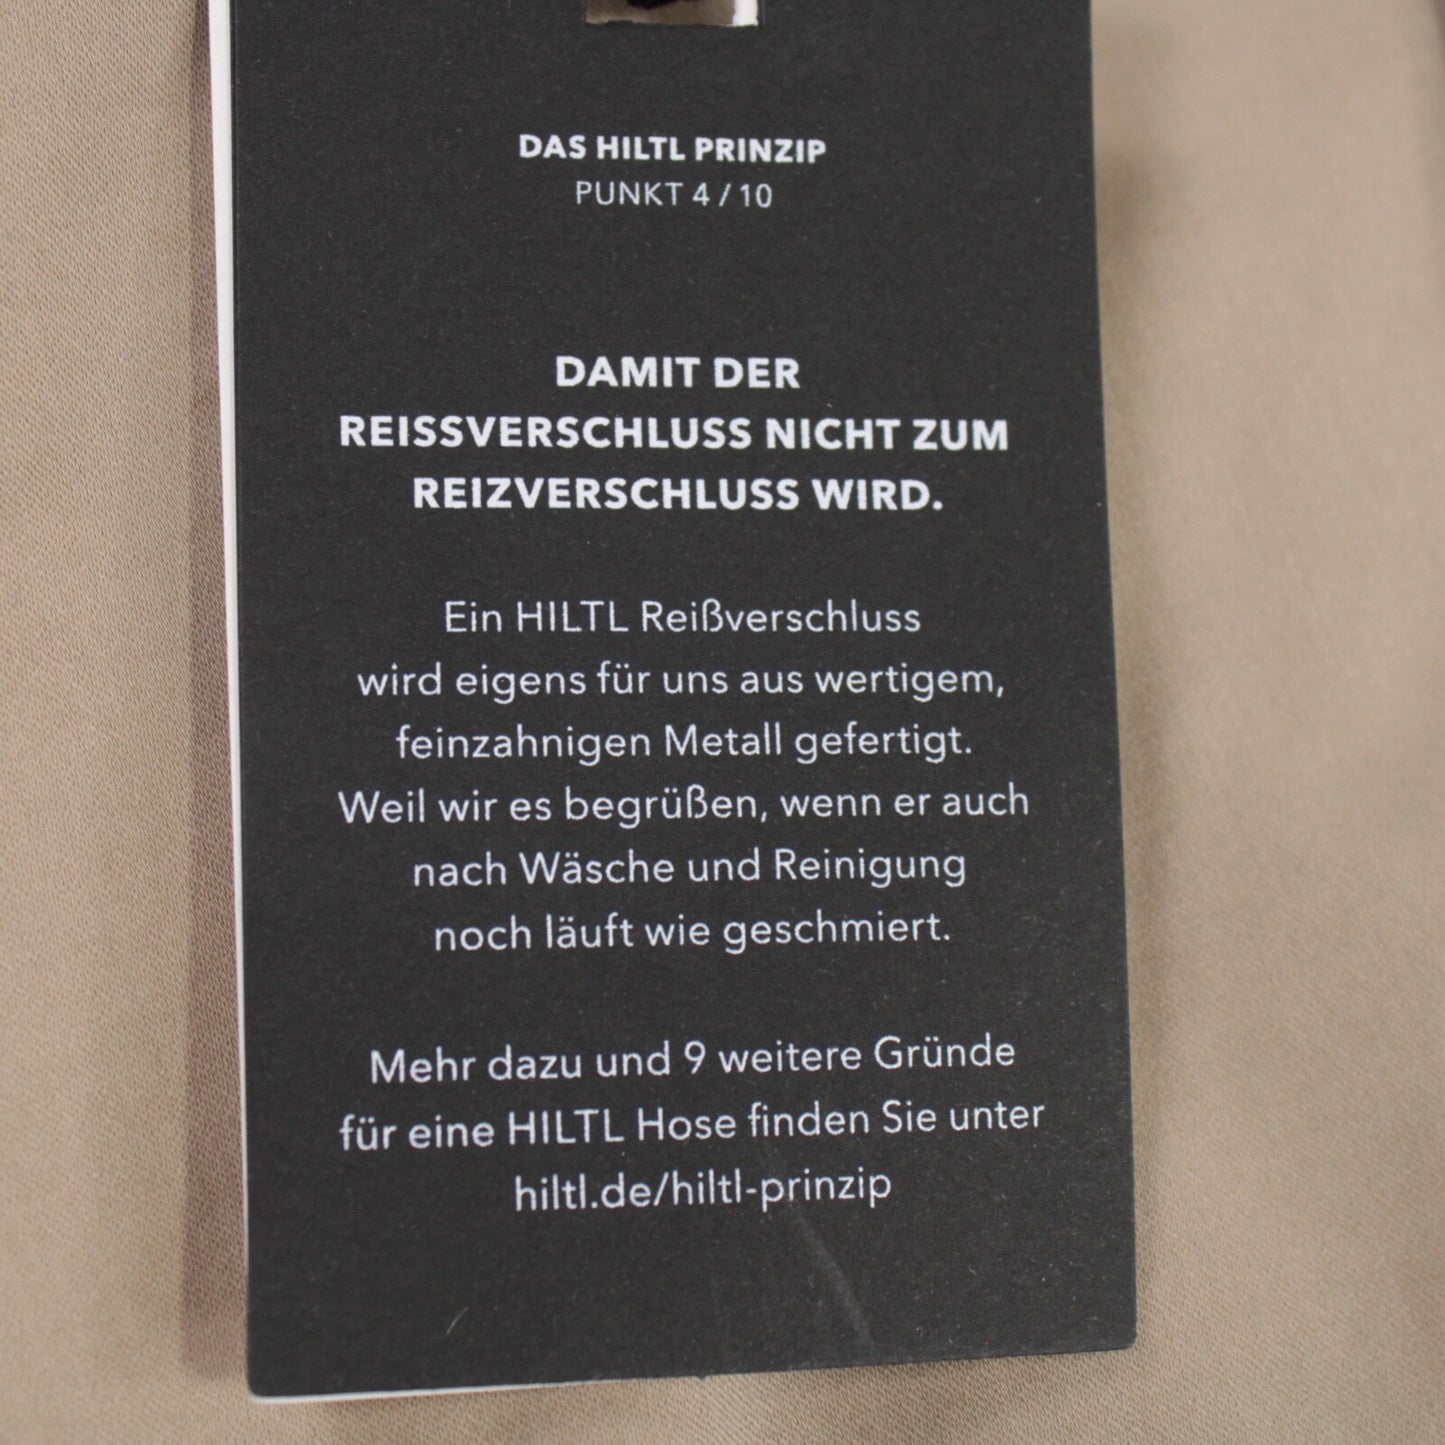 DAS HILTL PRINZIP
PUNKT 4 / 10
DAMIT DER
REISSVERSCHLUSS NICHT ZUM
REIZVERSCHLUSS WIRD.
Ein HILTL Reißverschluss
wird eigens für uns aus wertigem,
feinzahnigen Metall gefertigt.
Weil wir es begrüßen, wenn er auch
nach Wäsche und Reinigung
noch läuft wie geschmiert.
Mehr dazu und 9 weitere Gründe
für eine HILTL Hose finden Sie unter
hiltl.de/hiltl-prinzip